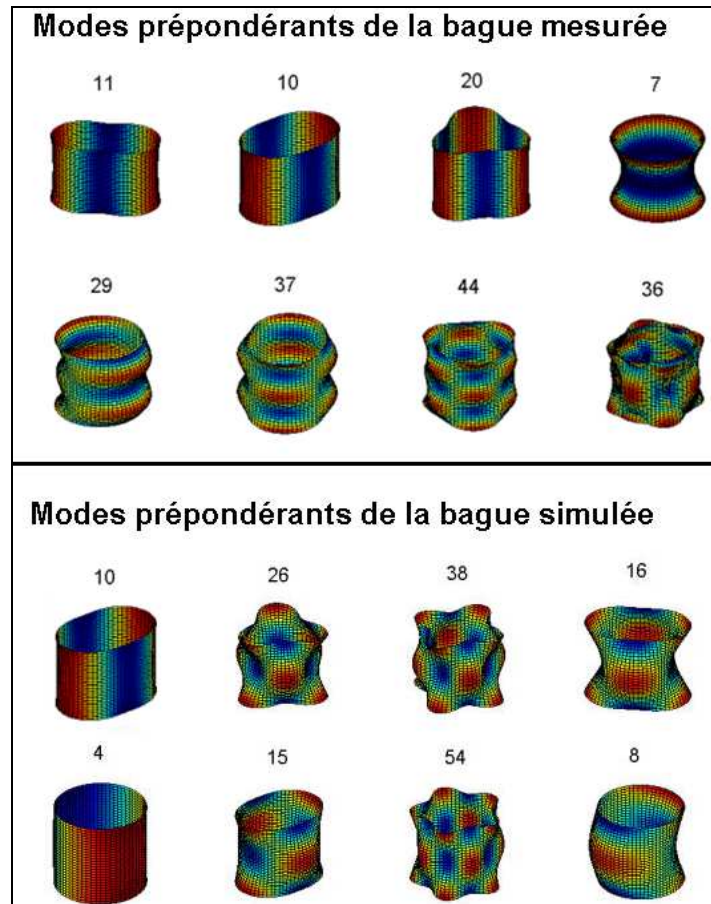 Modes prépondérants de la bague mesurée
11 10 20 7
29 37 44 36
Modes prépondérants de la bague simulée
10 26 38 16
4 15 54 8